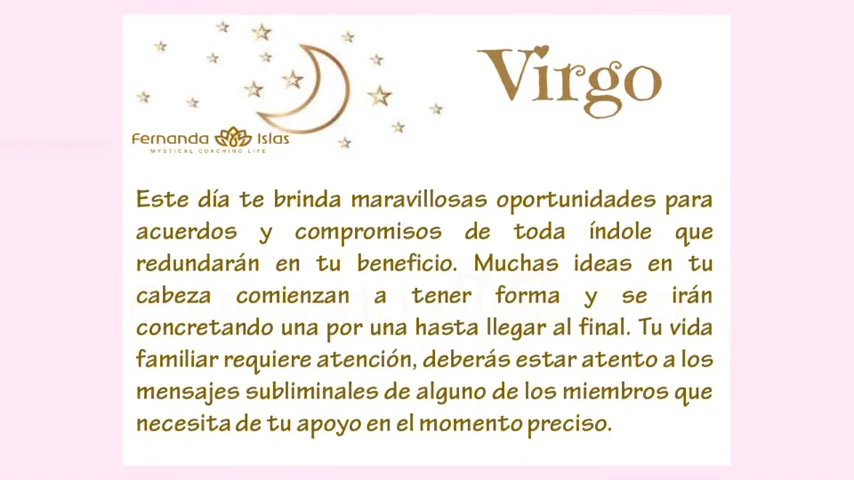 Virgo
Fernanda Islas
MYSTICAL COACHING LIFE
Este día te brinda maravillosas oportunidades para
acuerdos y compromisos de toda índole que
redundarán en tu beneficio. Muchas ideas en tu
cabeza comienzan a tener forma y se irán
concretando una por una hasta llegar al final. Tu vida
familiar requiere atención, deberás estar atento a los
mensajes subliminales de alguno de los miembros que
necesita de tu apoyo en el momento preciso.